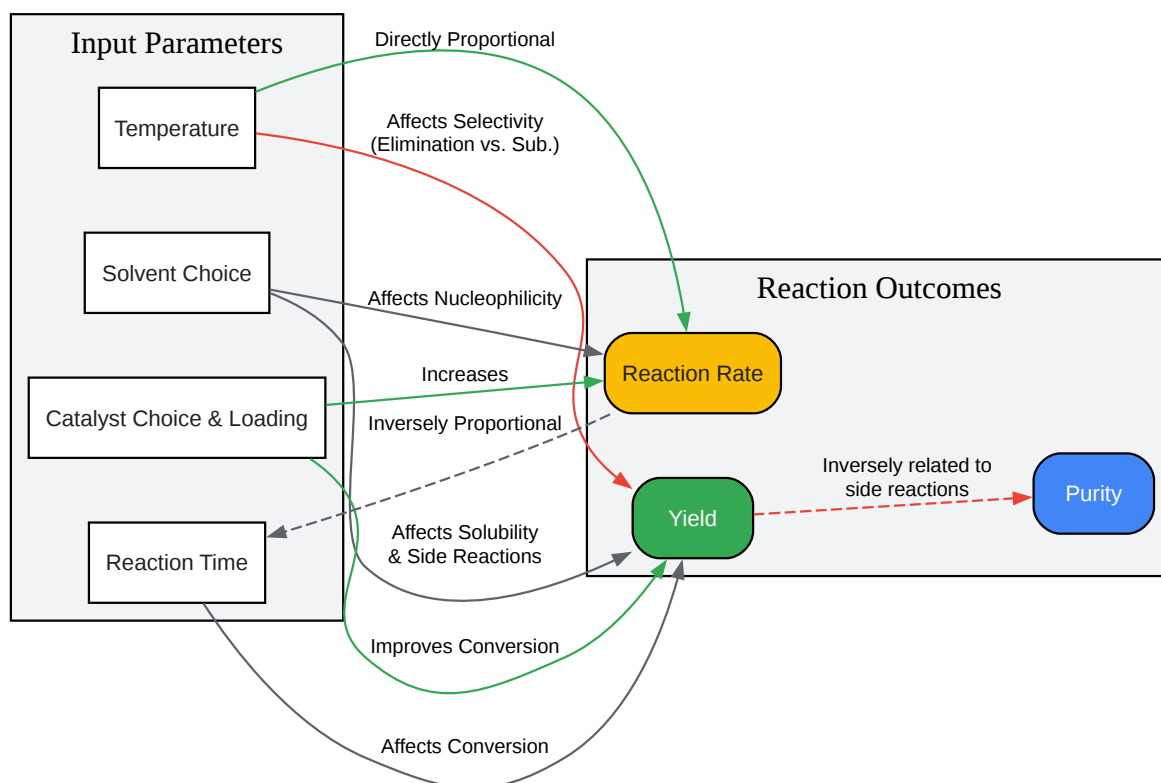 Input Parameters
Temperature
Solvent Choice
Catalyst Choice & Loading
Reaction Time
Directly Proportional
Affects Selectivity
(Elimination vs. Sub.)
Affects Nucleophilicity
Increases
Inversely Proportional
Affects Solubility
& Side Reactions
Improves Conversion
Affects Conversion
Reaction Outcomes
Reaction Rate
Yield
Inversely related to
side reactions
Purity